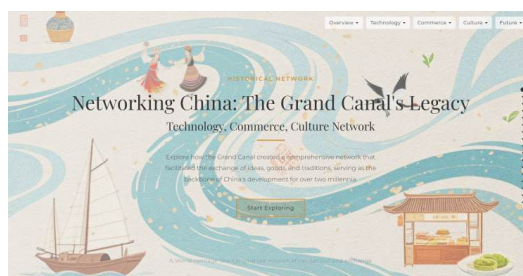 Overview
Technology
Commerce
Culture
Future
HISTORICAL NETWORK
Networking China: The Grand Canal's Legacy
Technology, Commerce, Culture Network
Explore how the Grand Canal created a comprehensive network that
facilitated the exchange of ideas, goods, and traditions, serving as the
backbone of China's development for over two millennia.
Start Exploring